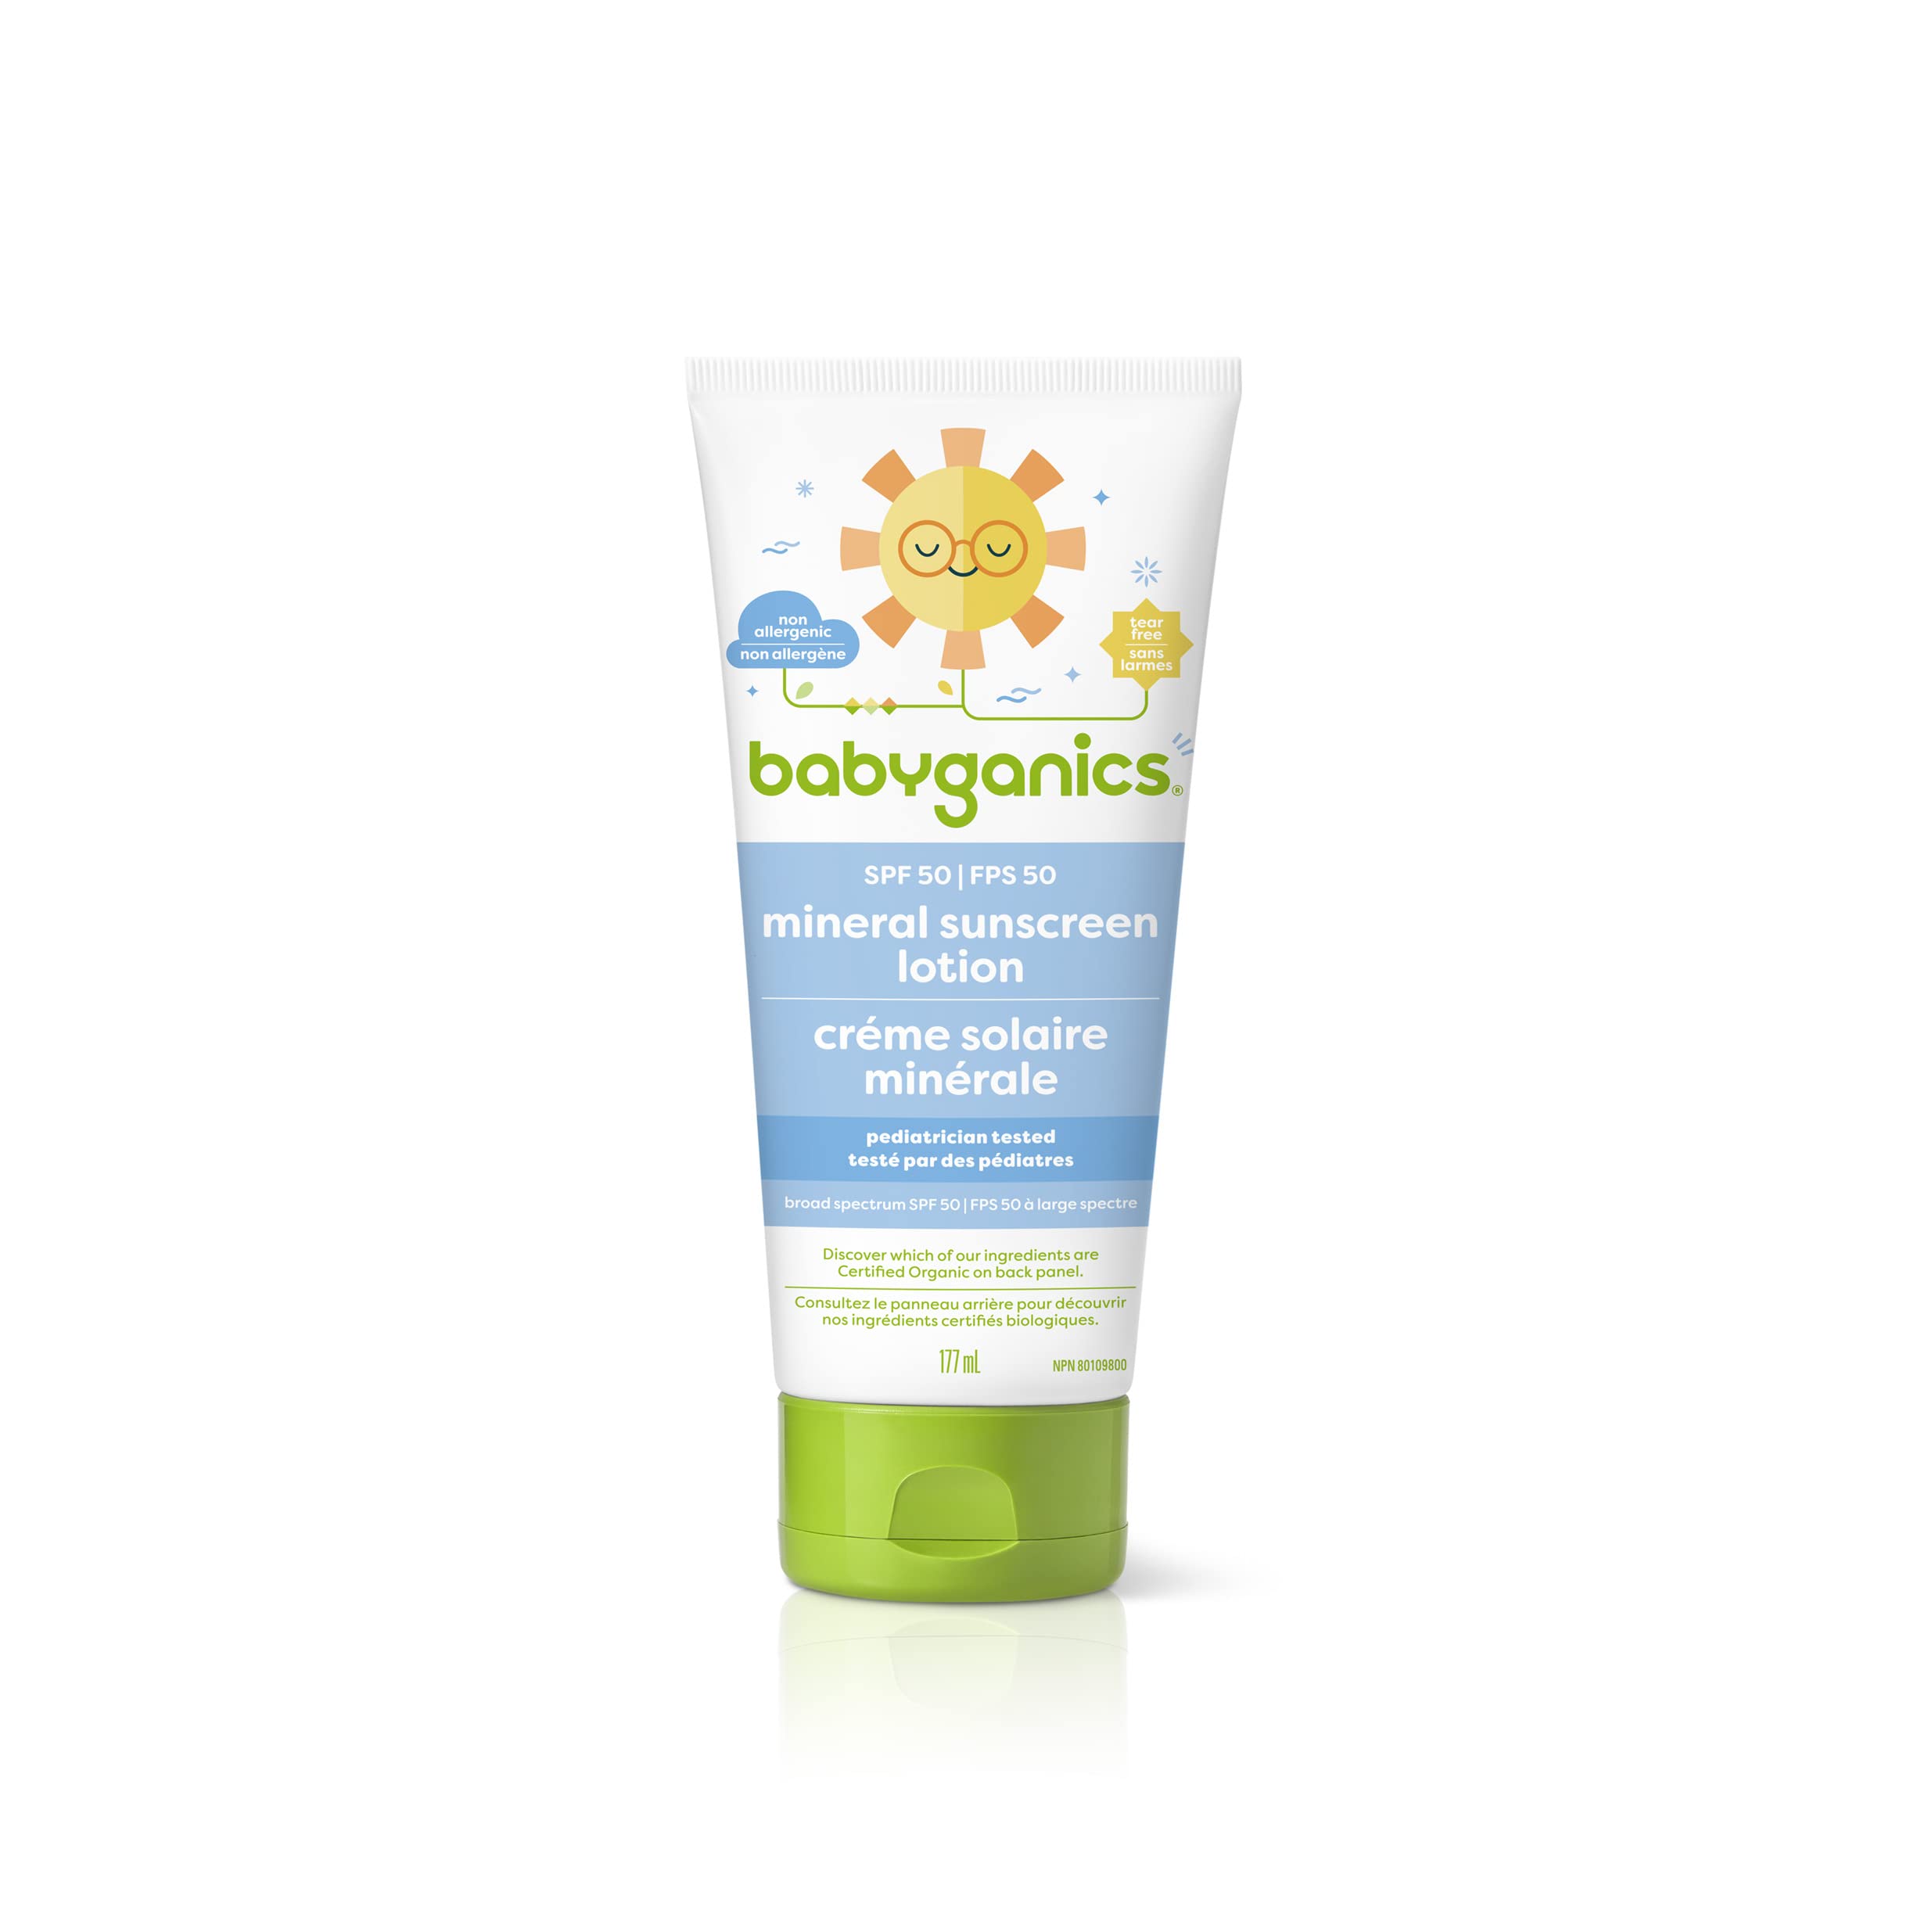 non
allergenic
non allergène
tear
free
sans
larmes
babyganics®
SPF 50 | FPS 50
mineral sunscreen
lotion
créme solaire
minérale
pediatrician tested
testé par des pédiatres
broad spectrum SPF 50 | FPS 50 à large spectre
Discover which of our ingredients are
Certified Organic on back panel.
Consultez le panneau arrière pour découvrir
nos ingrédients certifiés biologiques.
177 mL
NPN 80109800